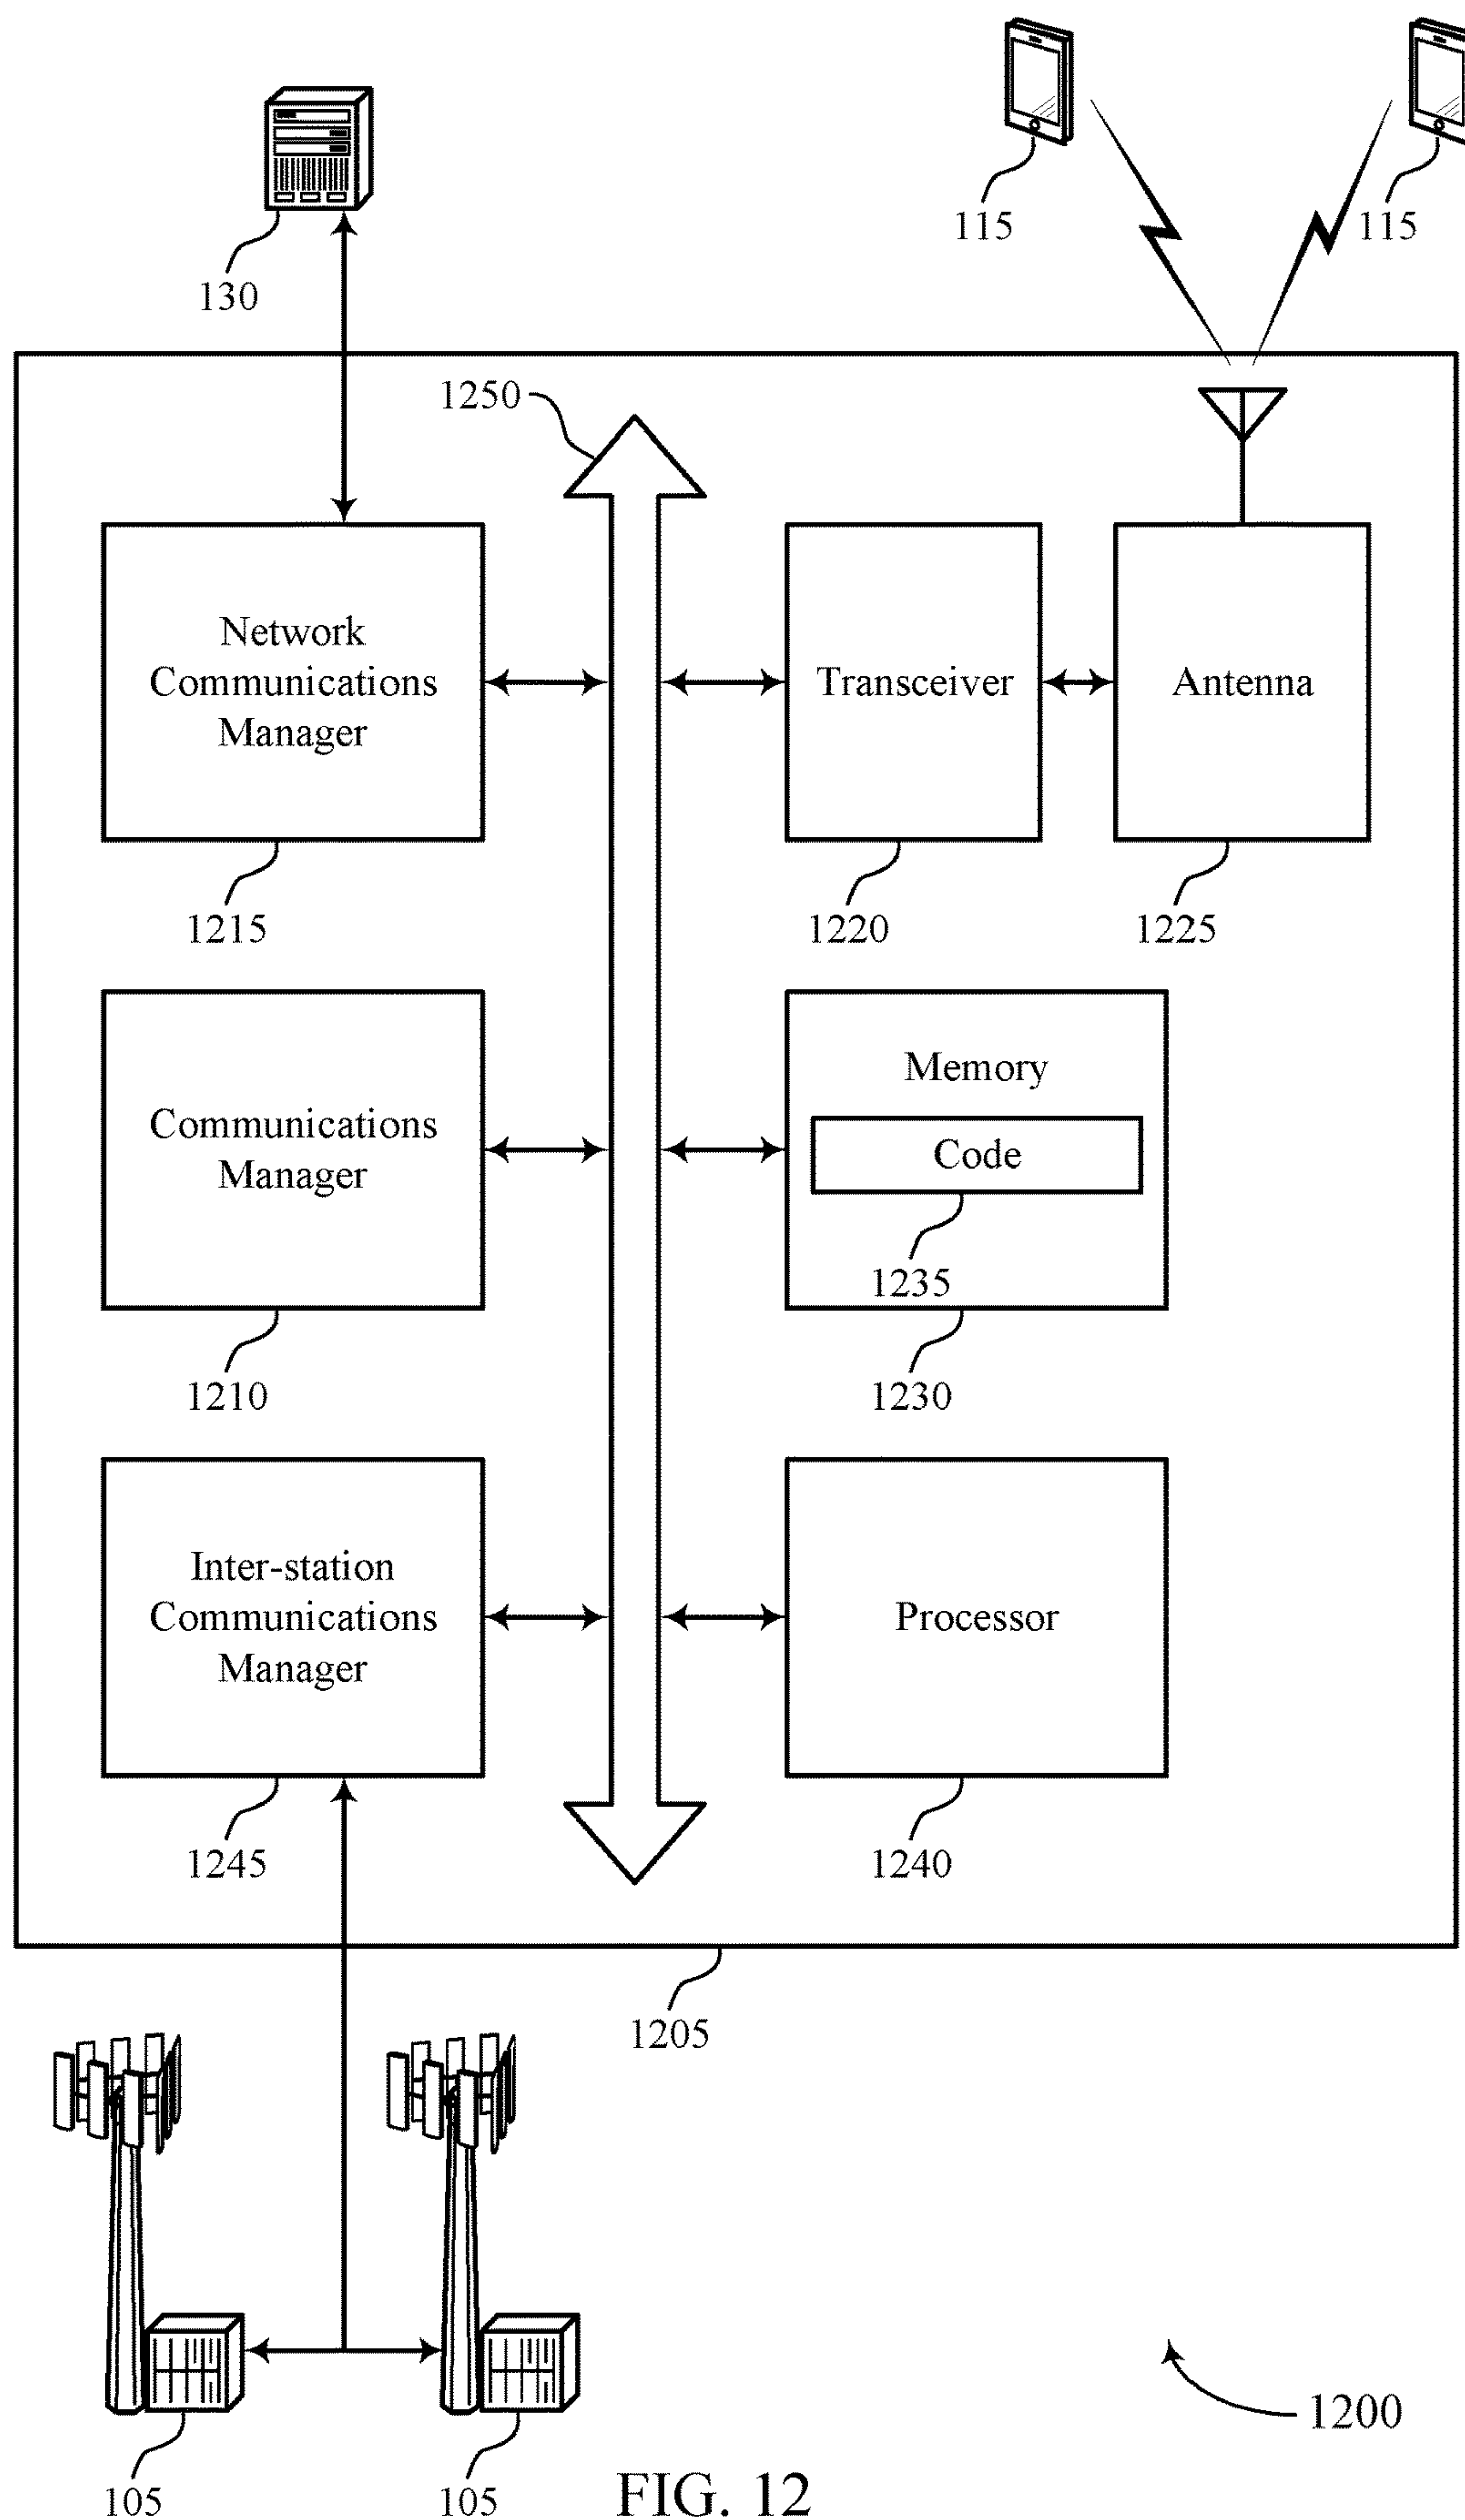 130
115
115
1250
Network
Communications
Manager
Transceiver
Antenna
1215
1220
1225
Communications
Manager
Memory
Code
1235
1210
1230
Inter-station
Communications
Manager
Processor
1245
1240
1205
1200
105
105
FIG. 12